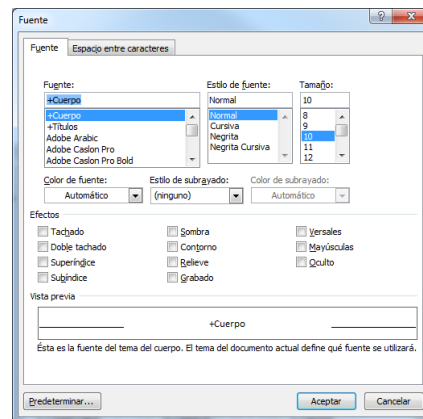 Fuente
Fuente Espacio entre caracteres
Fuente: Estilo de fuente: Tamaño:
+Cuerpo Normal 10
+Cuerpo Normal 8
+Títulos Cursiva 9
Adobe Arabic Negrita 10
Adobe Caslon Pro Negrita Cursiva 11
Adobe Caslon Pro Bold 12
Color de fuente: Estilo de subrayado: Color de subrayado:
Automático (ninguno) Automático
Efectos
Tachado Sombra Versales
Doble tachado Contorno Mayúsculas
Superíndice Relieve Oculto
Subíndice Grabado
Vista previa
+Cuerpo
Ésta es la fuente del tema del cuerpo. El tema del documento actual define qué fuente se utilizará.
Predeterminar... Aceptar Cancelar